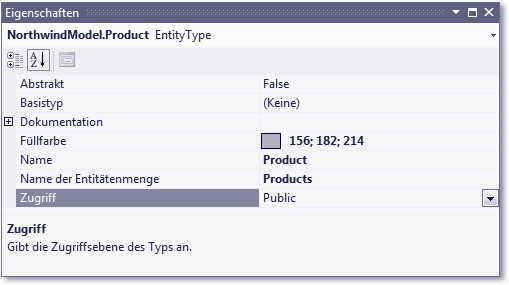 Eigenschaften
NorthwindModel.Product EntityType
Abstrakt False
Basistyp (Keine)
Dokumentation
Füllfarbe 156; 182; 214
Name Product
Name der Entitätenmenge Products
Zugriff Public
Zugriff
Gibt die Zugriffsebene des Typs an.